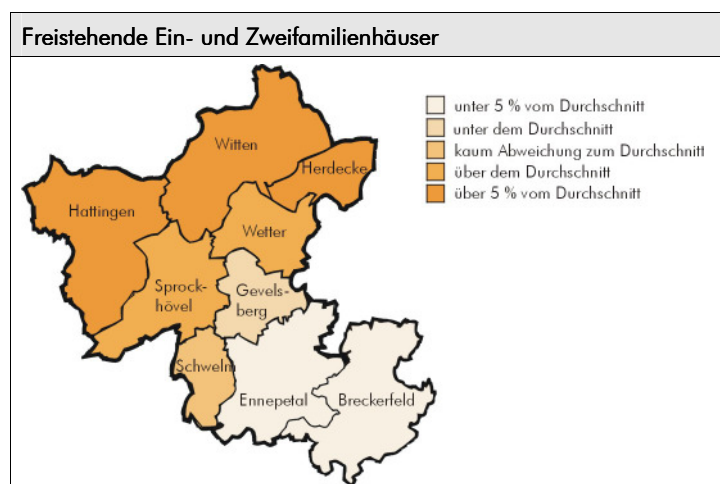 Freistehende Ein- und Zweifamilienhäuser
unter 5 % vom Durchschnitt
unter dem Durchschnitt
kaum Abweichung zum Durchschnitt
über dem Durchschnitt
über 5 % vom Durchschnitt
Witten
Herdecke
Hattingen
Wetter
Sprock-
hövel
Gevels-
berg
Schwelm
Ennepetal
Breckerfeld